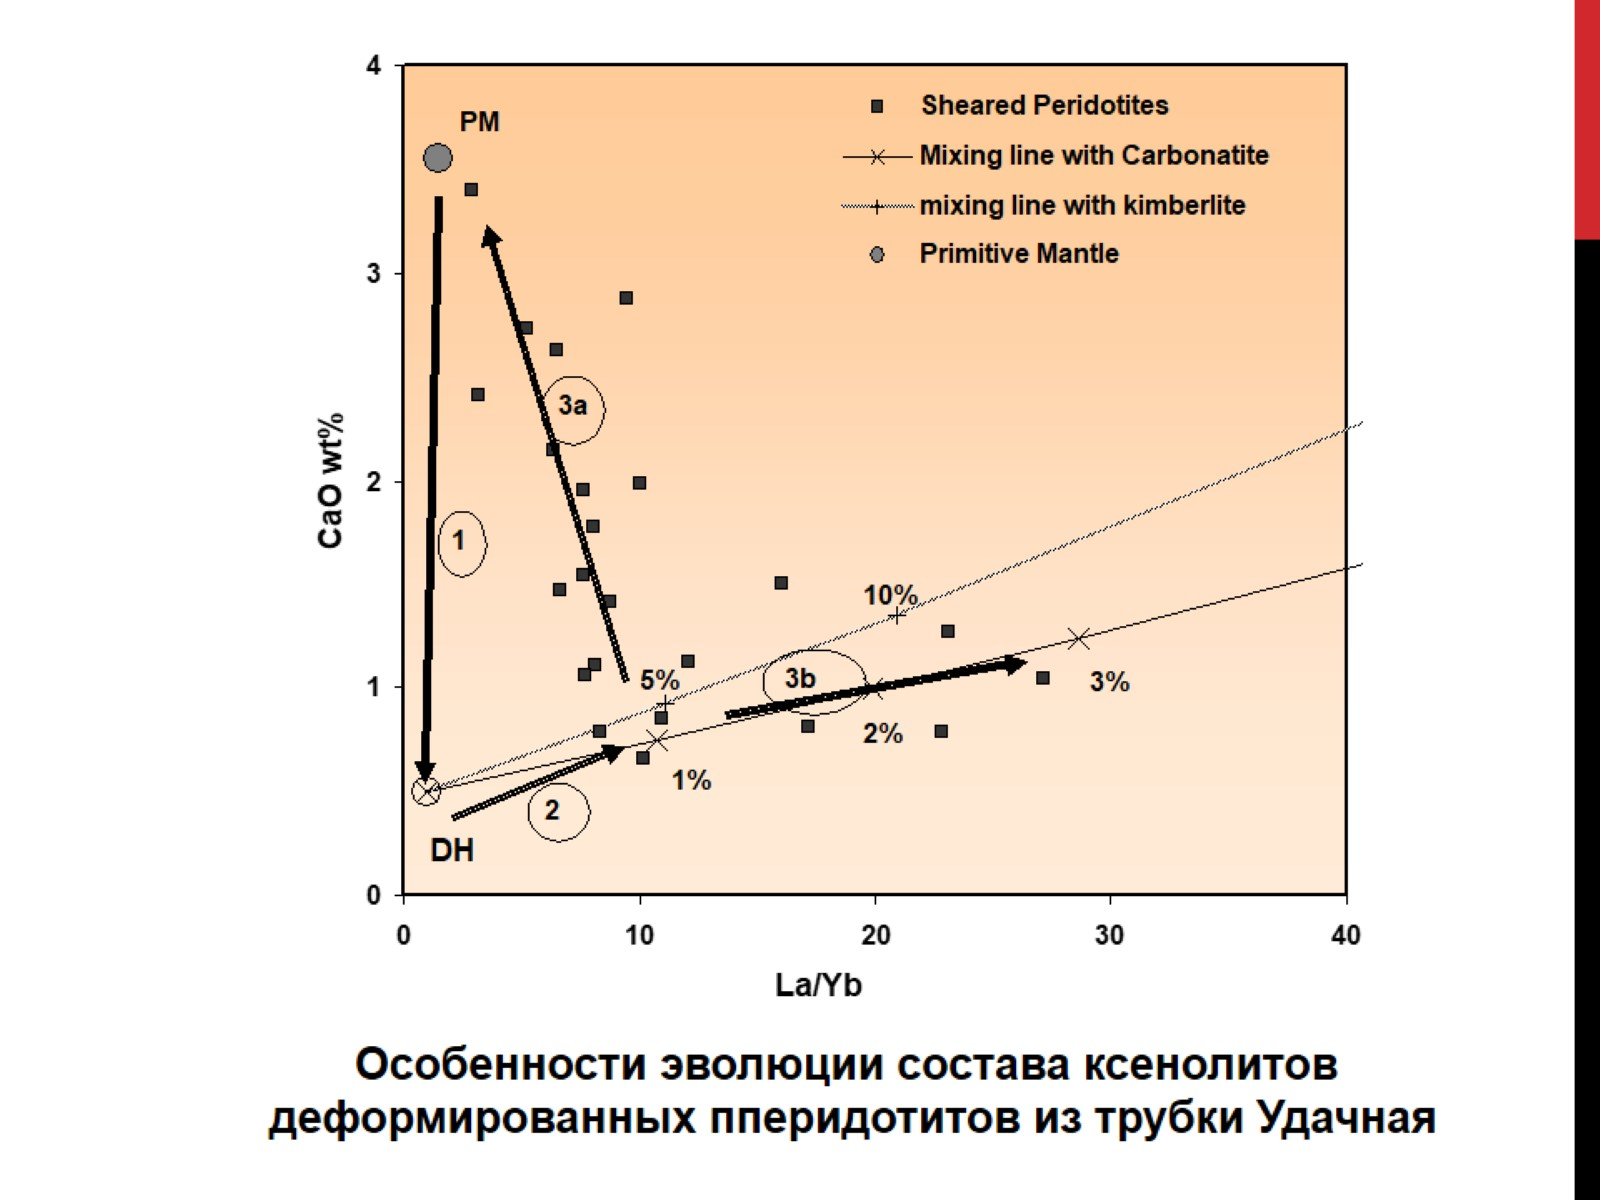 4
PM
Sheared Peridotites
Mixing line with Carbonatite
mixing line with kimberlite
Primitive Mantle
3
3a
CaO wt%
2
1
10%
5%
3b
1
3%
2%
1%
2
DH
0
0 10 20 30 40
La/Yb
Особенности эволюции состава ксенолитов
деформированных пперидотитов из трубки Удачная